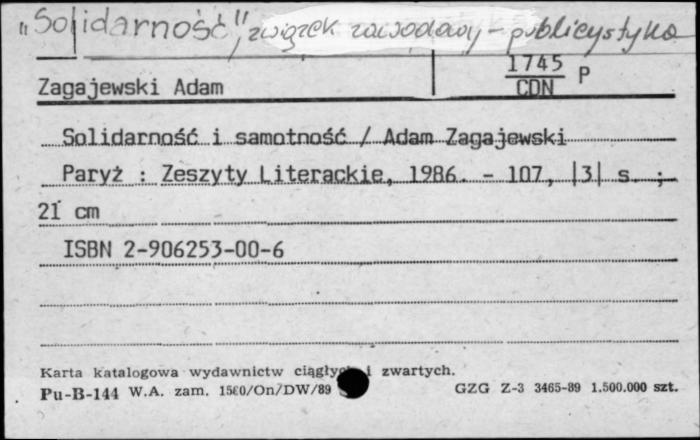 "Solidarność", związek zawodowy - publicystyka
Zagajewski Adam
1745 P
CDN
Solidarność i samotność / Adam Zagajewski
Paryż : Zeszyty Literackie, 1986. - 107, |3| s. ;
21 cm
ISBN 2-906253-00-6
Karta katalogowa wydawnictw ciągłych i zwartych.
Pu-B-144 W.A. zam. 1560/On/DW/89 GZG Z-3 3465-89 1.500.000 szt.